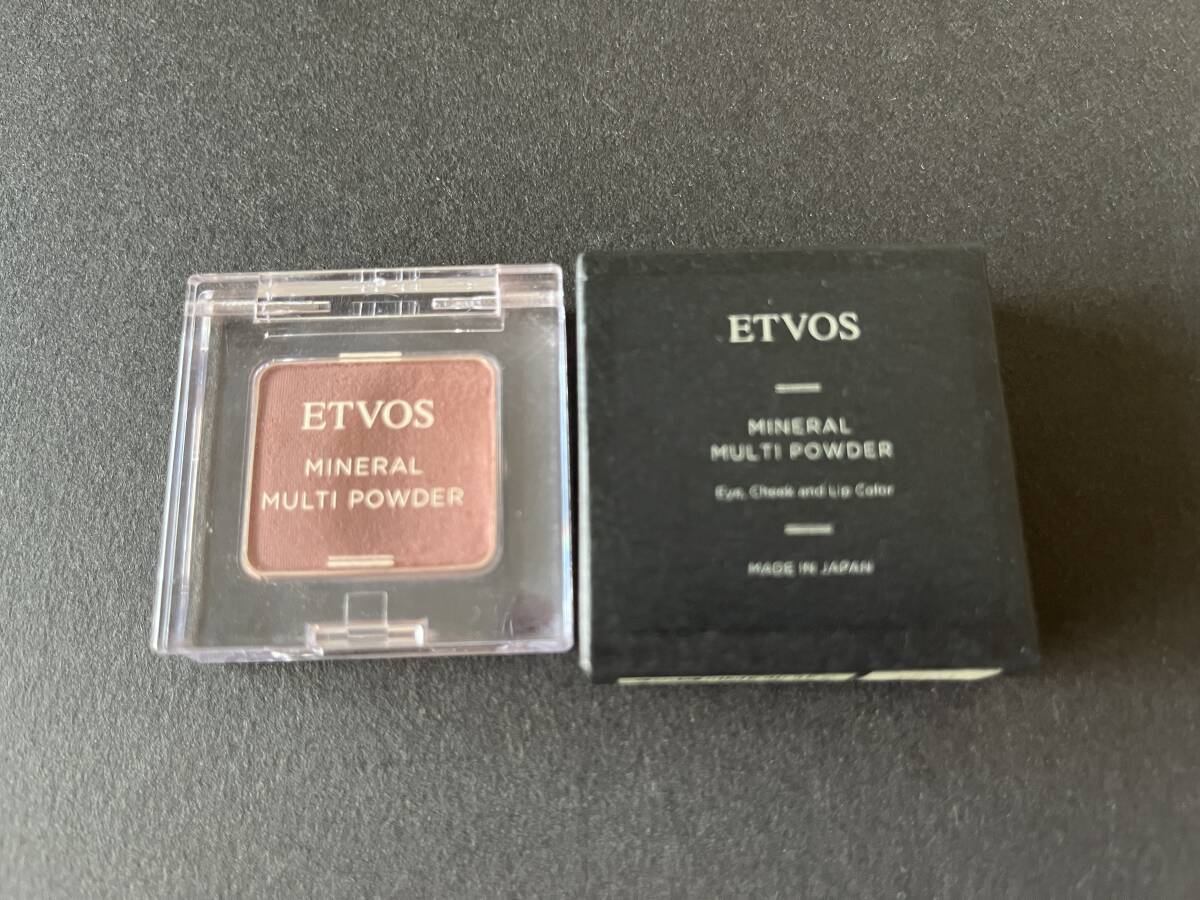 ETVOS
MINERAL
MULTI POWDER
ETVOS
MINERAL
MULTI POWDER
Eye, Cheek and Lip Color
MADE IN JAPAN